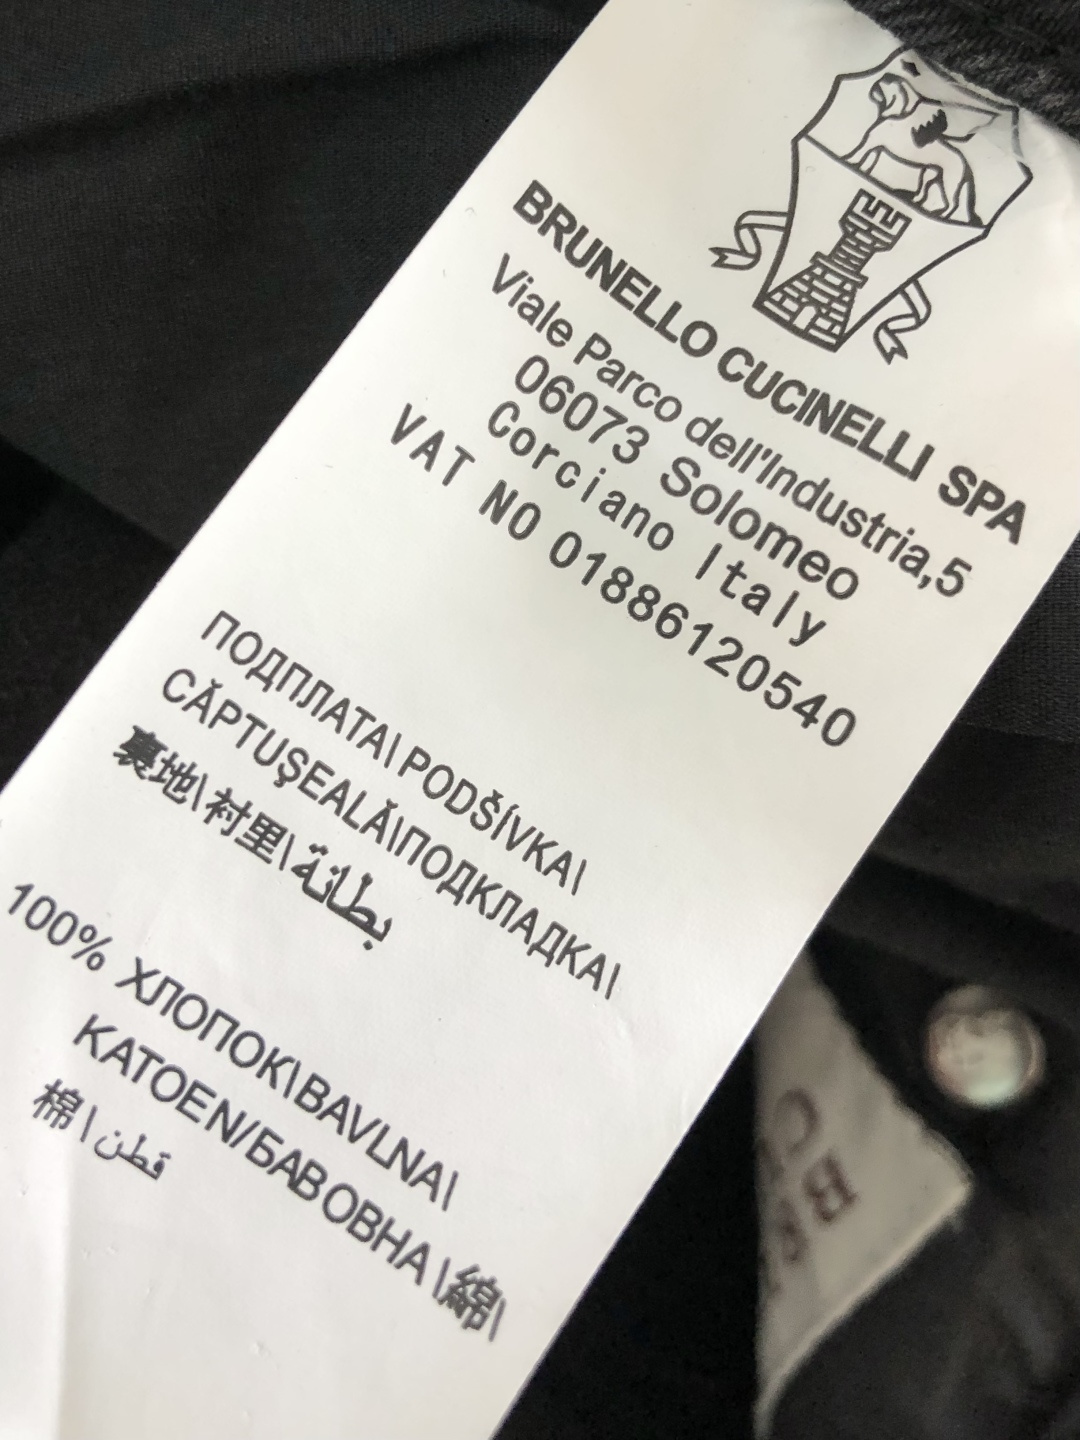 BRUNELLO CUCINELLI SPA
Viale Parco dell'Industria,5
06073 Solomeo
Corciano Italy
VAT NO 01886120540
ПОДПЛАТА\PODŠÍVKA\
CĂPTUŞEALĂ\ПОДКЛАДКА\
裏地\衬里\بطانة
100% ХЛОПОК\BAVLNA\
KATOEN/БАВОВНА\綿\
棉\قطن